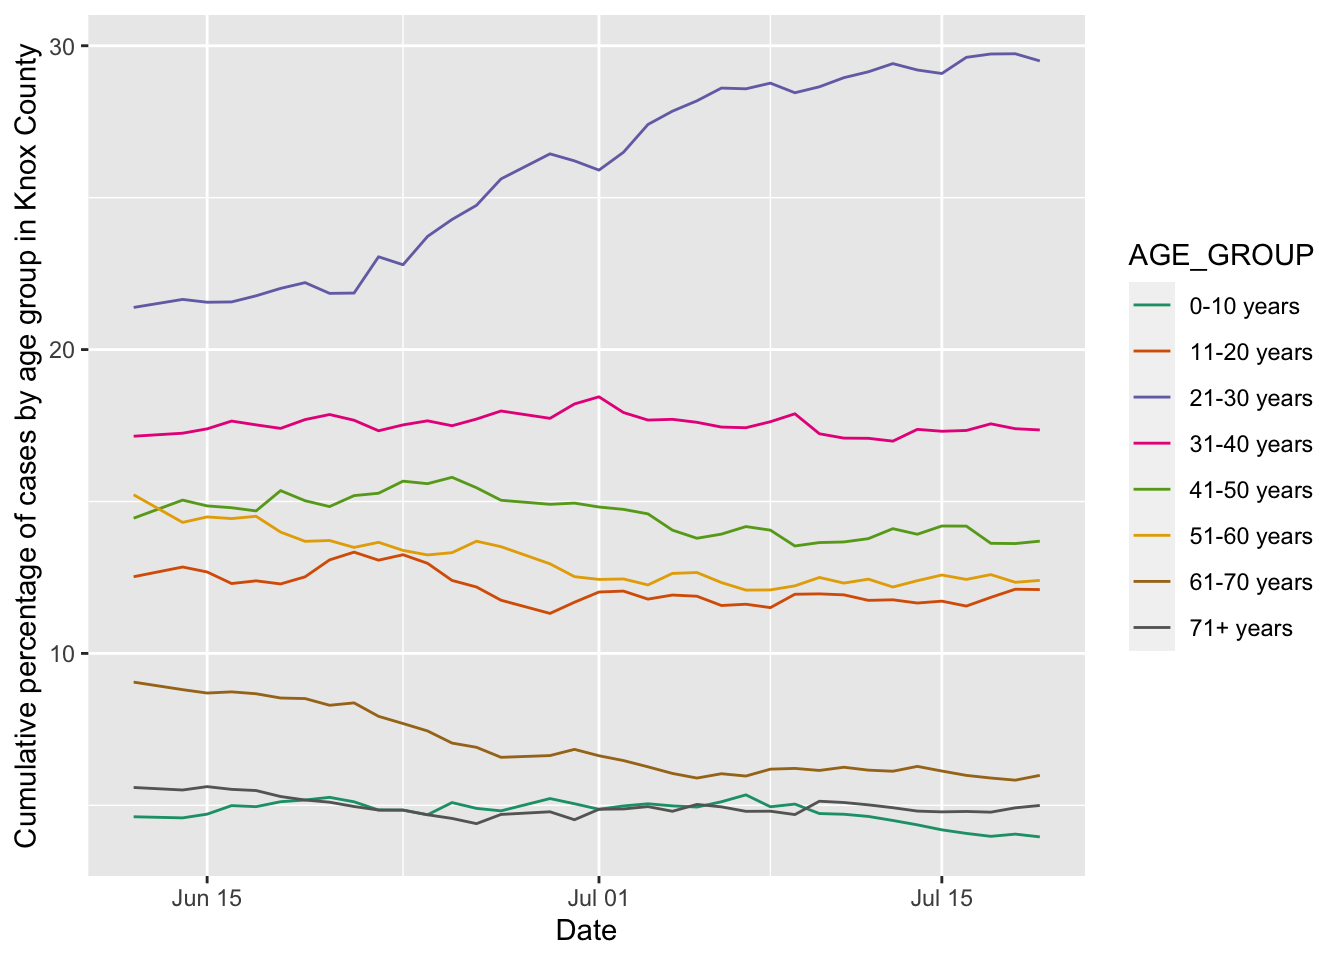 Cumulative percentage of cases by age group in Knox County
30
20
10
Jun 15
Jul 01
Jul 15
Date
AGE_GROUP
0-10 years
11-20 years
21-30 years
31-40 years
41-50 years
51-60 years
61-70 years
71+ years